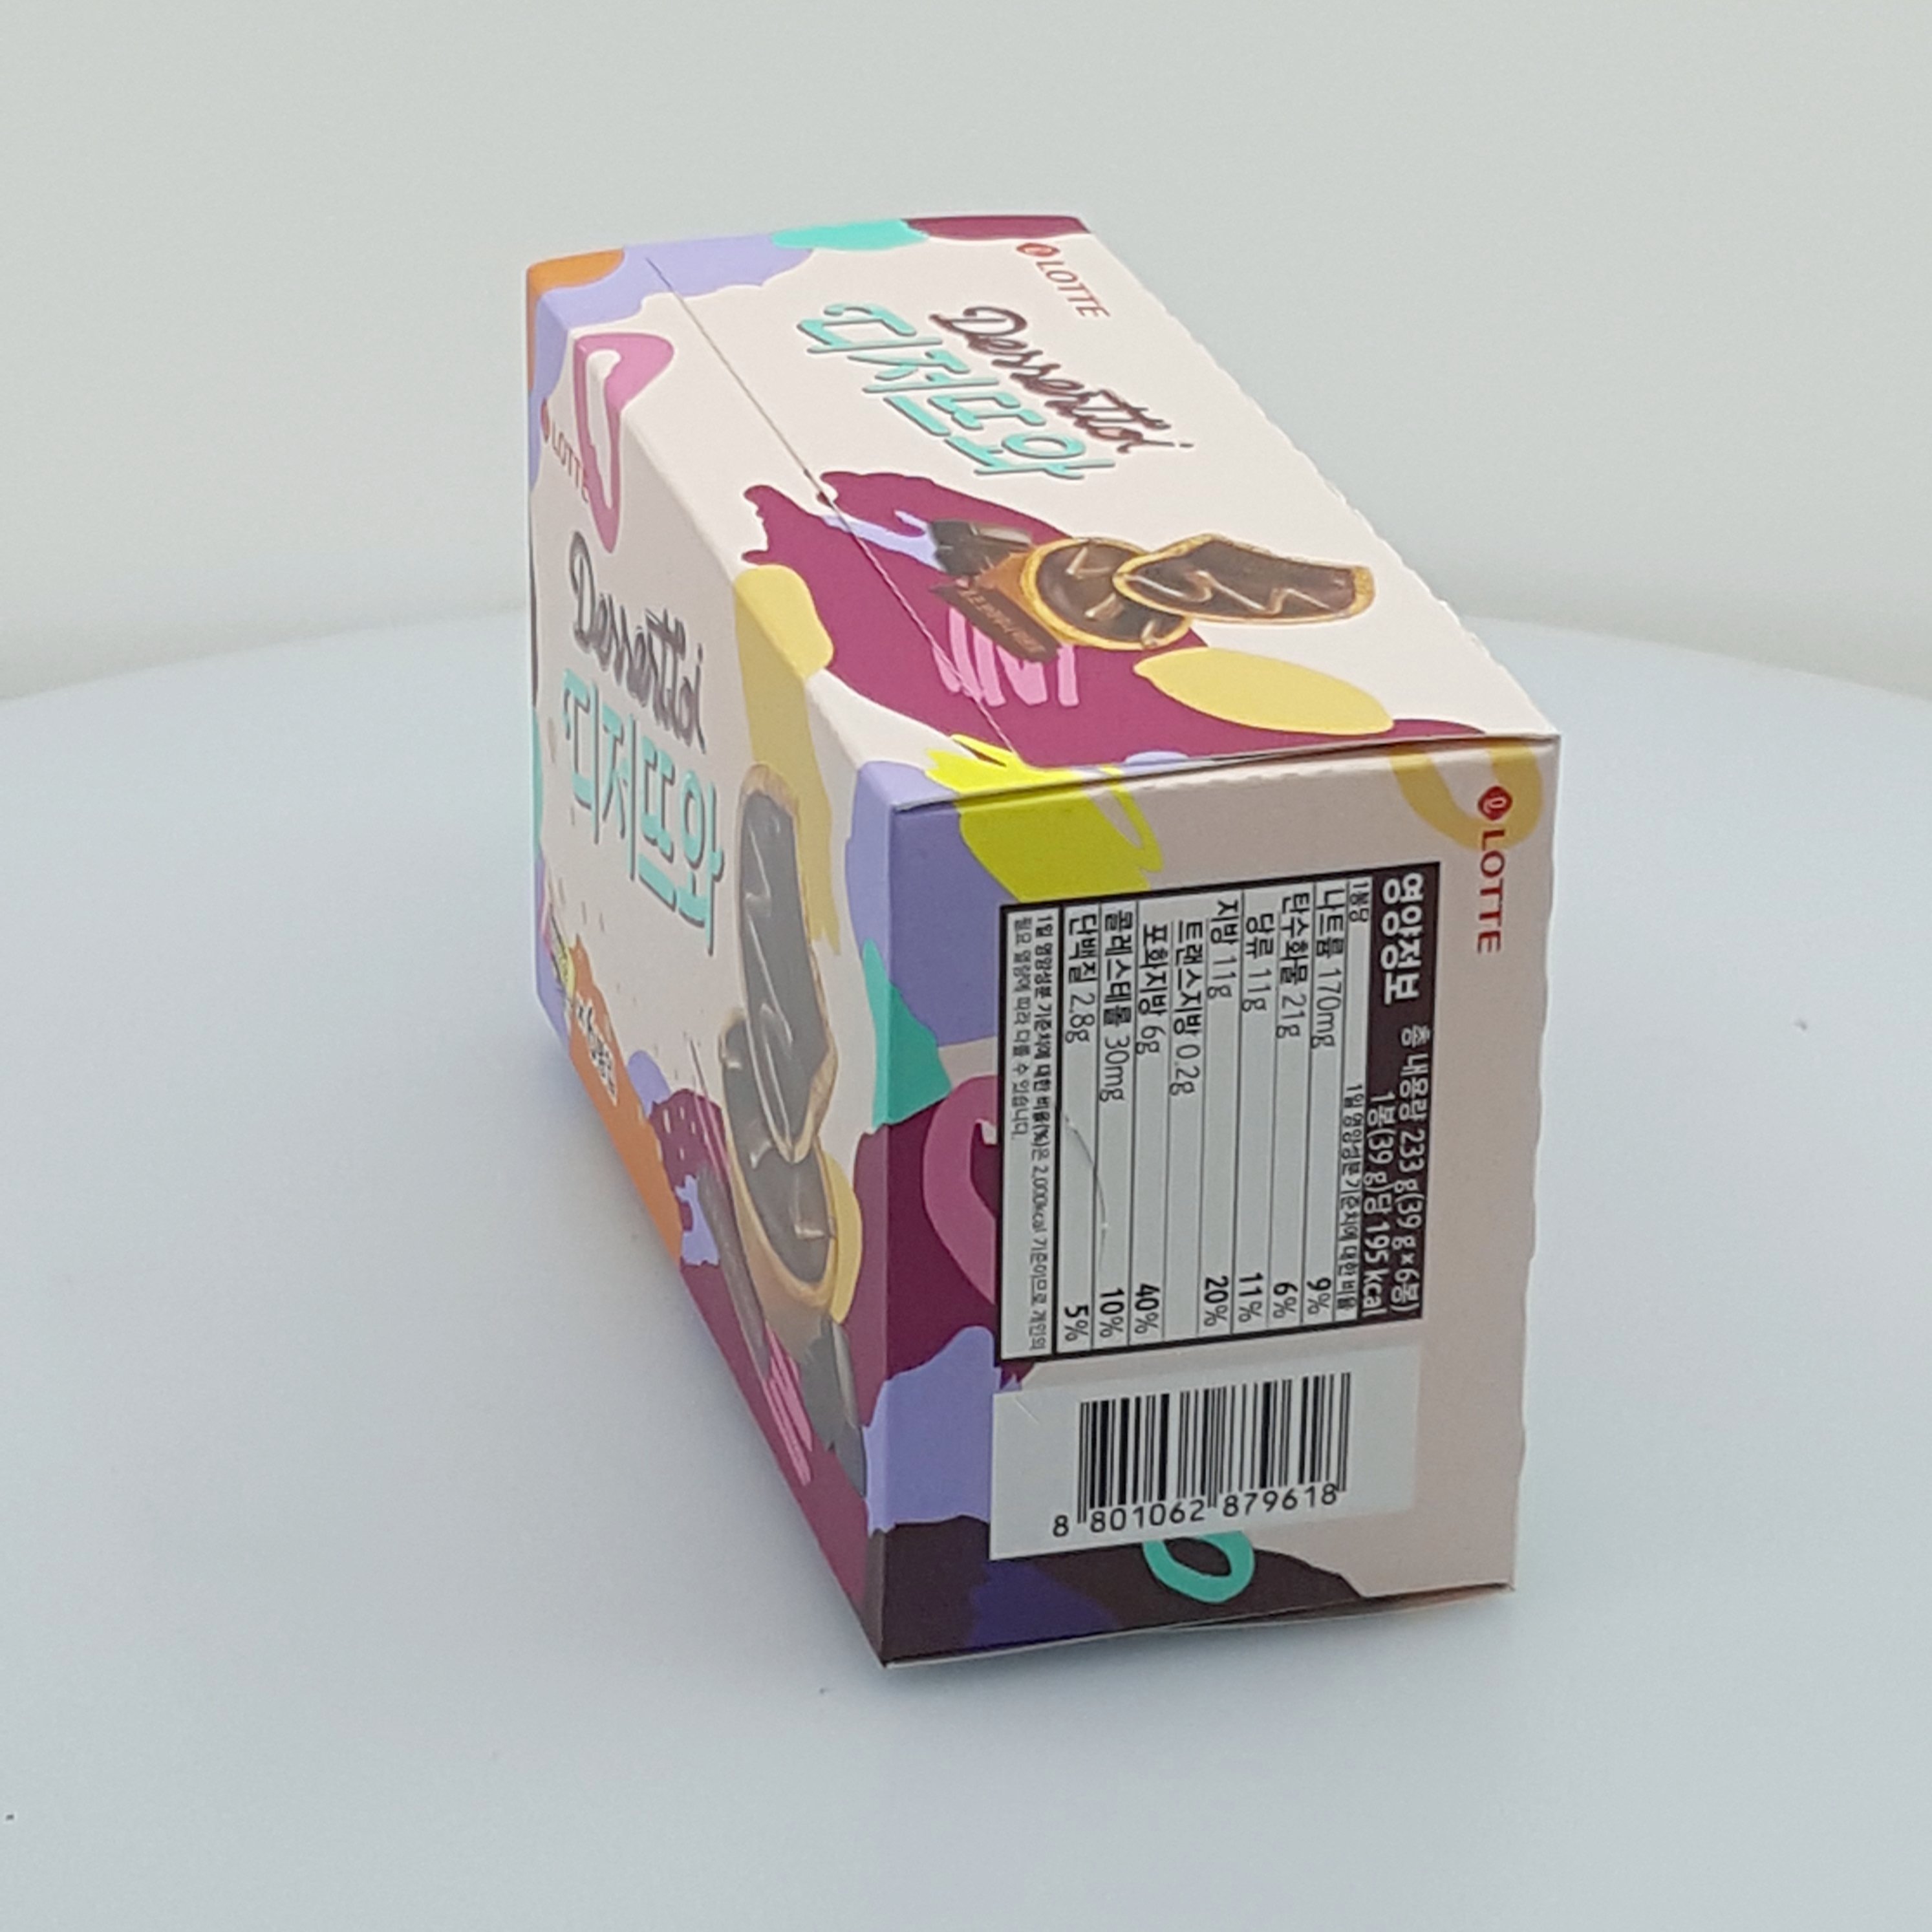 LOTTE
Dessertoi
디저뜨와
LOTTE
Dessertoi
디저뜨와
LOTTE
영양정보 총 내용량 233 g(39 g×6봉)
1봉(39 g)당 195 kcal
1봉당 1일 영양성분 기준치에 대한 비율
나트륨 170mg 9%
탄수화물 21g 6%
당류 11g 11%
지방 11g 20%
트랜스지방 0.2g
포화지방 6g 40%
콜레스테롤 30mg 10%
단백질 2.8g 5%
1일 영양성분 기준치에 대한 비율(%)은 2,000kcal 기준이므로 개인의
필요 열량에 따라 다를 수 있습니다.
8 801062 879618